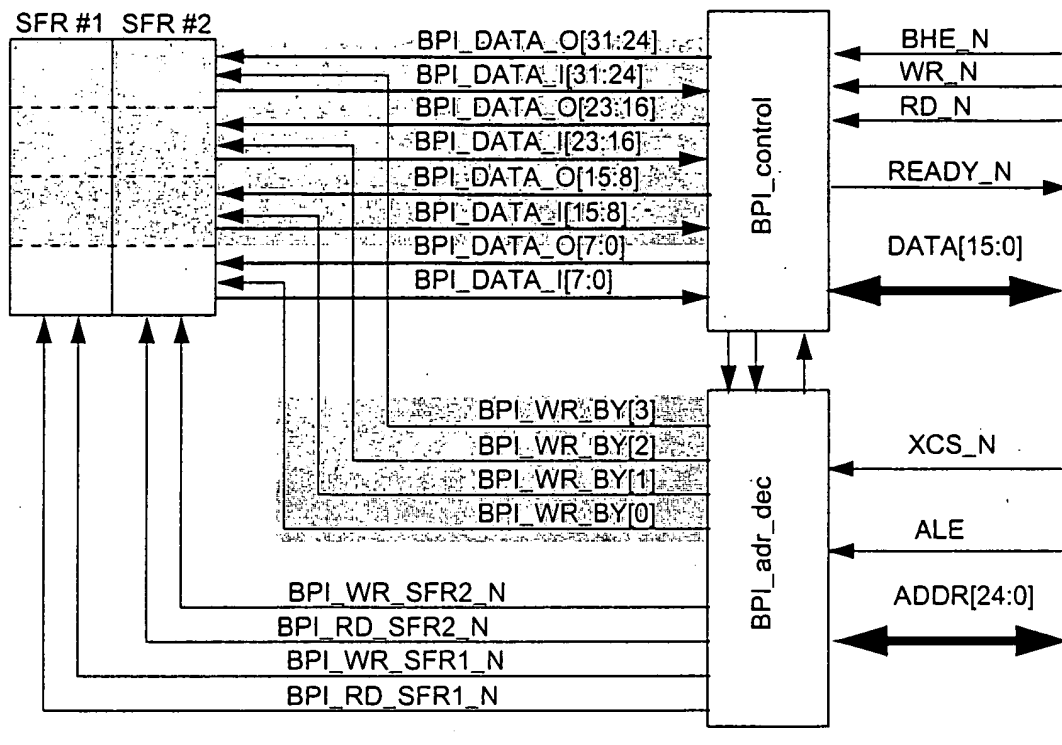 SFR #1 SFR #2
BPI_DATA_O[31:24]
BPI_DATA_I[31:24]
BPI_DATA_O[23:16]
BPI_DATA_I[23:16]
BPI_DATA_O[15:8]
BPI_DATA_I[15:8]
BPI_DATA_O[7:0]
BPI_DATA_I[7:0]
BPI_control
BHE_N
WR_N
RD_N
READY_N
DATA[15:0]
BPI_WR_BY[3]
BPI_WR_BY[2]
BPI_WR_BY[1]
BPI_WR_BY[0]
BPI_adr_dec
XCS_N
ALE
ADDR[24:0]
BPI_WR_SFR2_N
BPI_RD_SFR2_N
BPI_WR_SFR1_N
BPI_RD_SFR1_N